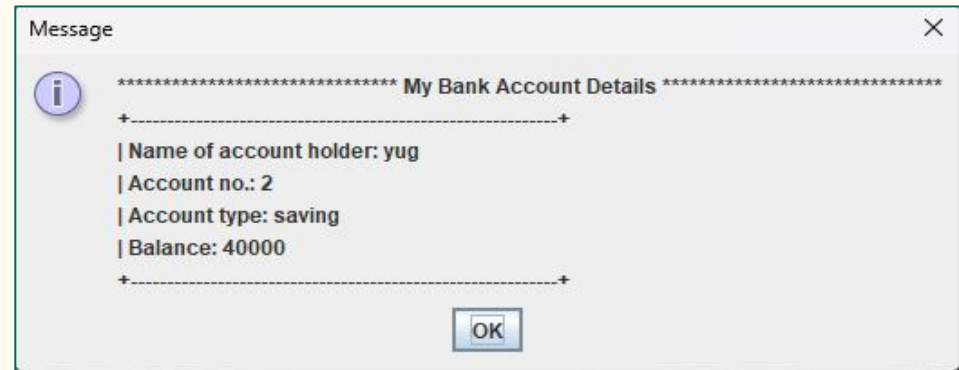 Message
******************************* My Bank Account Details *******************************
+-----------------------------------------------------------+
| Name of account holder: yug
| Account no.: 2
| Account type: saving
| Balance: 40000
+-----------------------------------------------------------+
OK